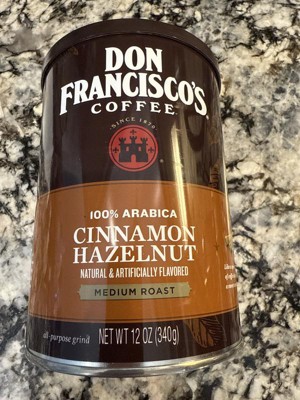 DON
FRANCISCO'S
COFFEE
SINCE 1870
100% ARABICA
CINNAMON
HAZELNUT
NATURAL & ARTIFICIALLY FLAVORED
MEDIUM ROAST
all-purpose grind NET WT 12 OZ (340g)